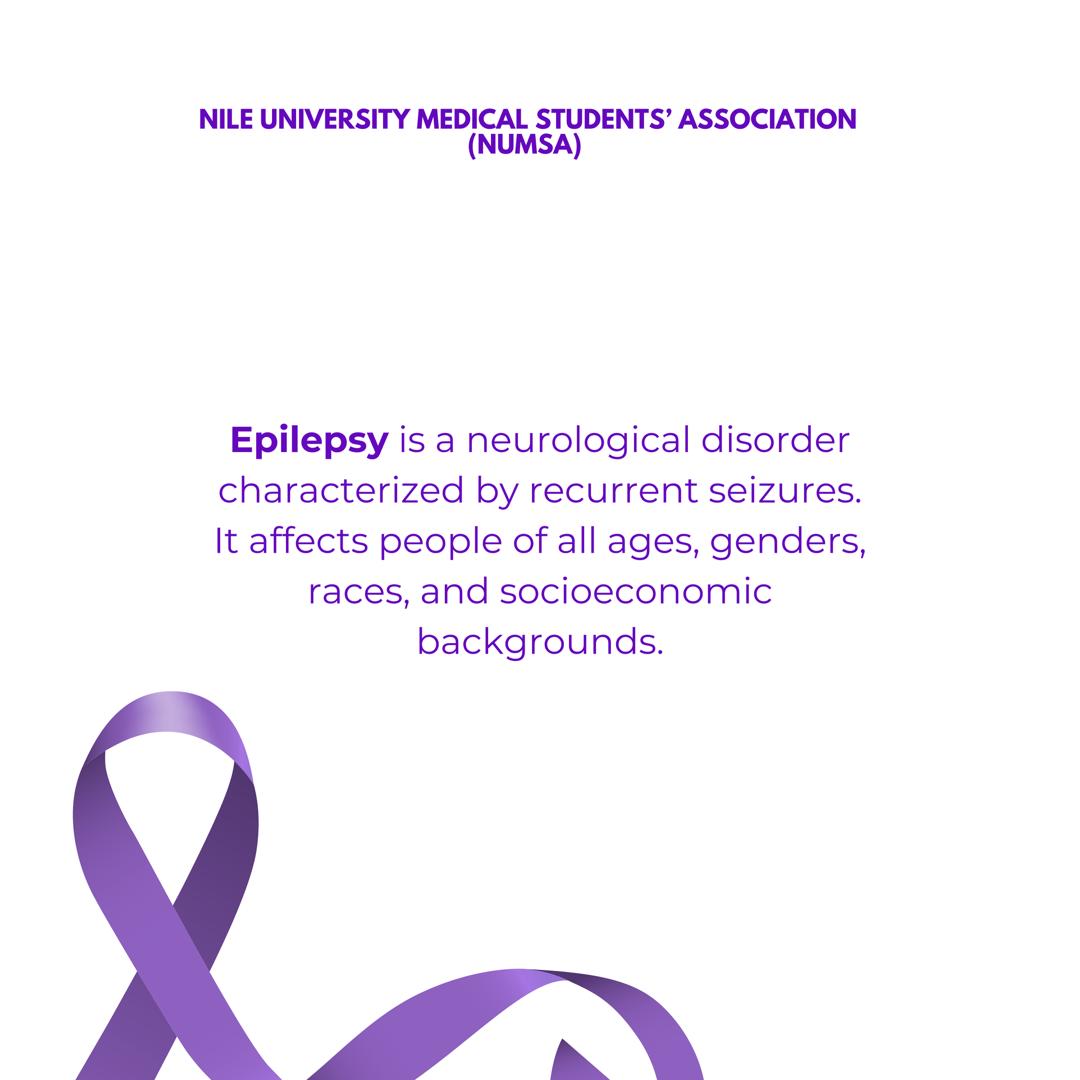 NILE UNIVERSITY MEDICAL STUDENTS’ ASSOCIATION
(NUMSA)
Epilepsy is a neurological disorder
characterized by recurrent seizures.
It affects people of all ages, genders,
races, and socioeconomic
backgrounds.